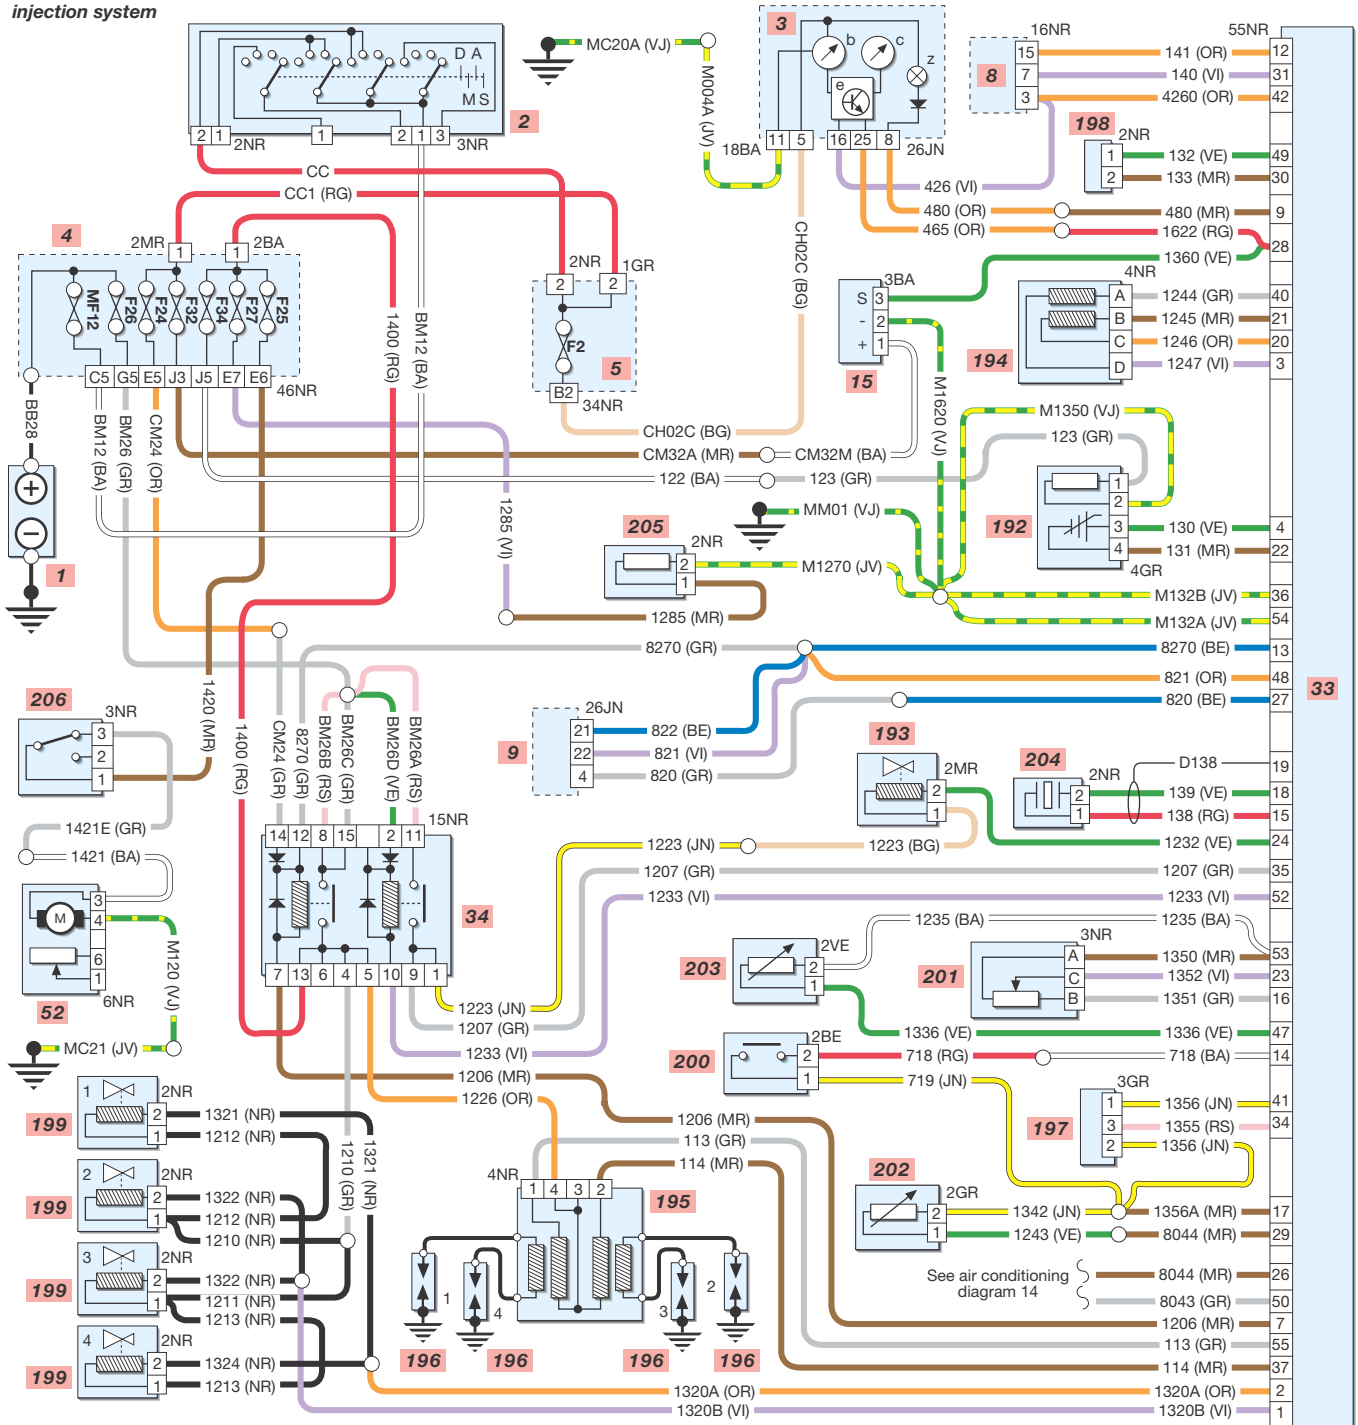 injection system
D A
M S
2 1 2NR 1 2 1 3 3NR
2
MC20A (VJ)
M004A (JV)
3
b c z
e
18BA 11 5 16 25 8 26JN
16NR
15
7
3
8
55NR
141 (OR) 12
140 (VI) 31
4260 (OR) 42
198
2NR
1 132 (VE) 49
2 133 (MR) 30
426 (VI)
480 (OR) 480 (MR) 9
465 (OR) 1622 (RG) 28
1360 (VE)
CC
CC1 (RG)
4
2MR 1 1 2BA
MF12 F26 F24 F32 F34 F27 F25
C5 G5 E5 J3 J5 E7 E6 46NR
1400 (RG)
BM12 (BA)
2NR 1GR
2 2
F2
5
B2 34NR
CH02C (BG)
CH02C (BG)
3BA
S 3
- 2
+ 1
15
4NR
A 1244 (GR) 40
B 1245 (MR) 21
C 1246 (OR) 20
D 1247 (VI) 3
194
BB28
BM12 (BA)
BM26 (GR)
CM24 (OR)
M1620 (VJ)
M1350 (VJ)
123 (GR)
CM32A (MR) CM32M (BA)
122 (BA) 123 (GR)
1285 (VI)
MM01 (VJ)
1
2
192
3 130 (VE) 4
4 131 (MR) 22
4GR
+
−
1
205
2NR
2 M1270 (JV)
1
1285 (MR)
M132B (JV) 36
M132A (JV) 54
8270 (GR) 8270 (BE) 13
821 (OR) 48
820 (BE) 27
33
1420 (MR)
1400 (RG)
CM24 (GR)
8270 (GR)
BM26B (RS)
BM26C (GR)
BM26D (VE)
BM26A (RS)
206
3NR
3
2
1
26JN
21 822 (BE)
22 821 (VI)
4 820 (GR)
9
193
2MR
2
1
204
2NR
2
1
D138 19
139 (VE) 18
138 (RG) 15
1421E (GR)
1421 (BA)
14 12 8 15 2 11 15NR
34
7 13 6 4 5 10 9 1
1223 (JN) 1223 (BG) 1232 (VE) 24
1207 (GR) 1207 (GR) 35
1233 (VI) 1233 (VI) 52
M
3
4
6
1
6NR
52
M120 (VJ)
MC21 (JV)
1235 (BA) 1235 (BA)
203
2VE
2
1
201
3NR
A 1350 (MR) 53
C 1352 (VI) 23
B 1351 (GR) 16
1223 (JN)
1207 (GR)
1233 (VI)
1206 (MR)
1226 (OR)
1336 (VE) 1336 (VE) 47
200
2BE
2 718 (RG) 718 (BA) 14
1 719 (JN)
197
3GR
1 1356 (JN) 41
3 1355 (RS) 34
2 1356 (JN)
1 2NR
2 1321 (NR)
1 1212 (NR)
199
1210 (GR)
1321 (NR)
1206 (MR)
113 (GR)
114 (MR)
4NR 1 4 3 2
195
202
2GR
2 1342 (JN) 1356A (MR) 17
1 1243 (VE) 8044 (MR) 29
2 2NR
2 1322 (NR)
1 1212 (NR)
1210 (NR)
199
See air conditioning
diagram 14
8044 (MR) 26
8043 (GR) 50
3 2NR
2 1322 (NR)
1 1211 (NR)
1213 (NR)
199
1 4 3 2
196 196 196 196
1206 (MR) 7
113 (GR) 55
114 (MR) 37
4 2NR
2 1324 (NR)
1 1213 (NR)
199
1320A (OR) 1320A (OR) 2
1320B (VI) 1320B (VI) 1